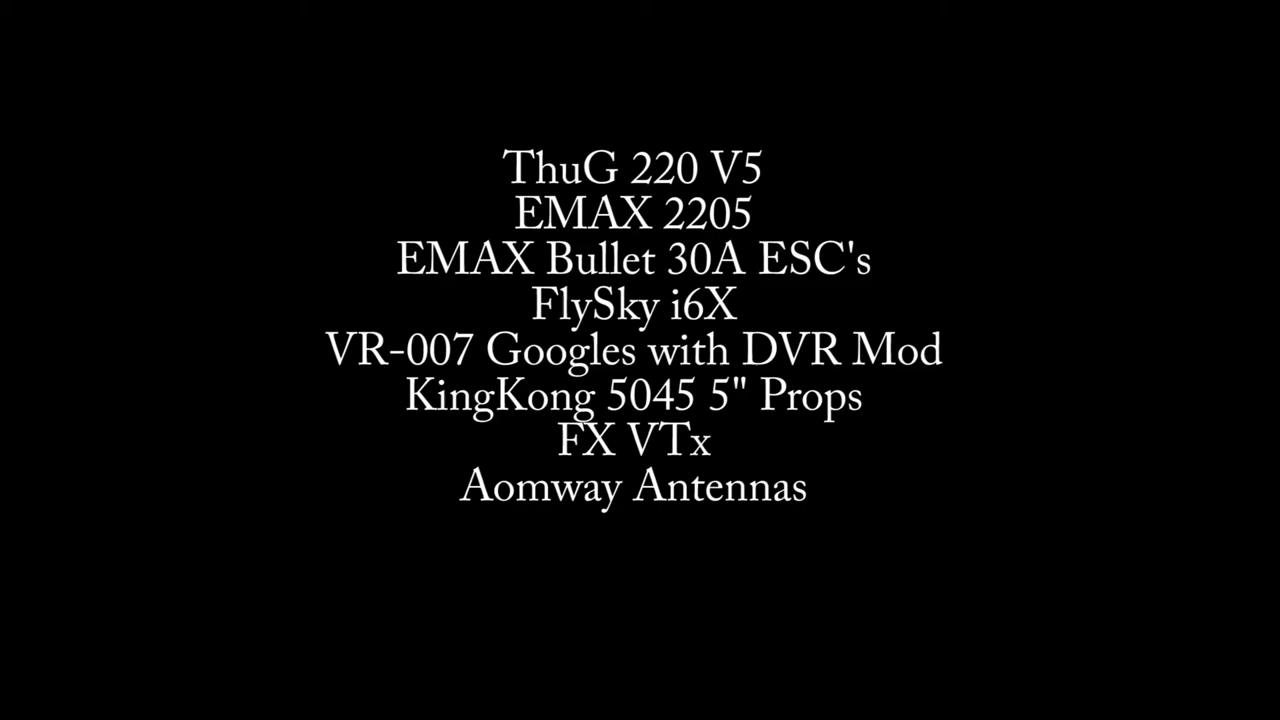 ThuG 220 V5
EMAX 2205
EMAX Bullet 30A ESC's
FlySky i6X
VR-007 Googles with DVR Mod
KingKong 5045 5" Props
FX VTx
Aomway Antennas